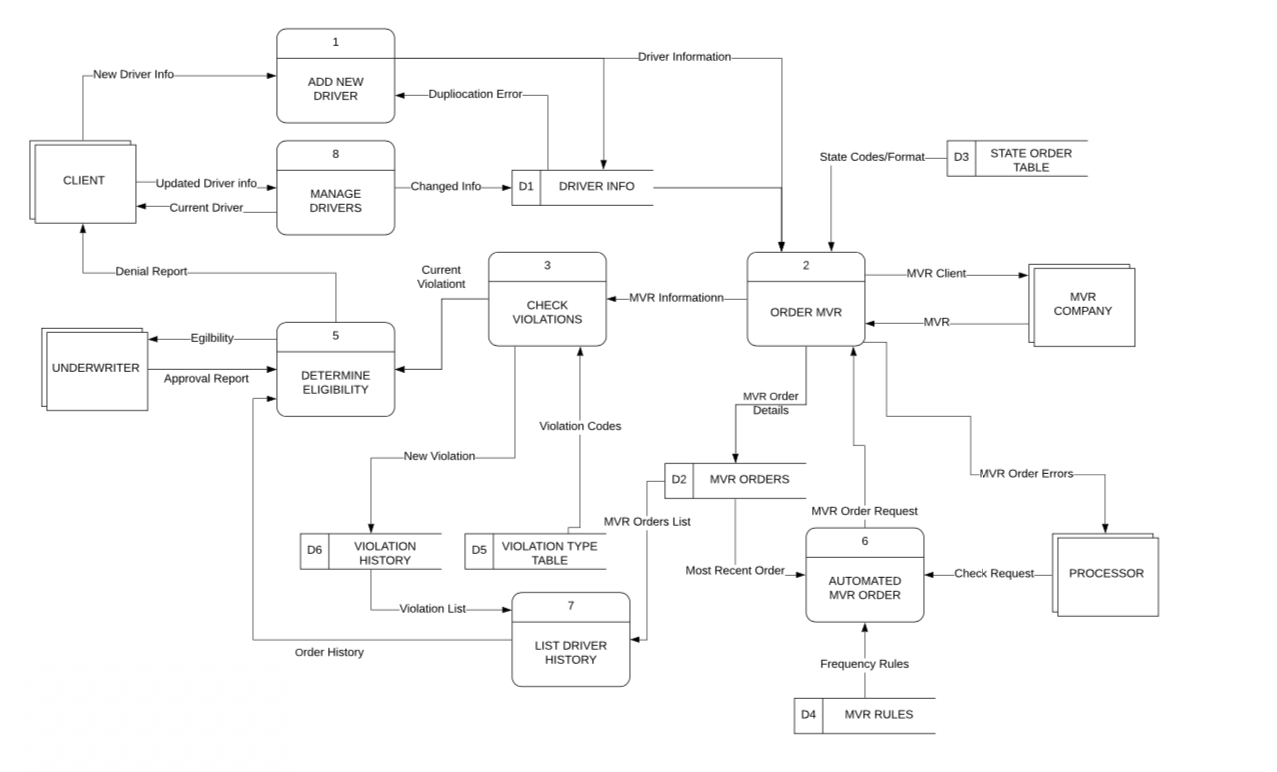 1
Driver Information
New Driver Info
ADD NEW
DRIVER
Dupliocation Error
8
State Codes/Format
D3
STATE ORDER
TABLE
CLIENT
Updated Driver info
MANAGE
DRIVERS
Changed Info
D1
DRIVER INFO
Current Driver
Denial Report
Current
Violationt
3
2
MVR Client
CHECK
VIOLATIONS
MVR Informationn
ORDER MVR
MVR
COMPANY
MVR
Egilbility
5
UNDERWRITER
Approval Report
DETERMINE
ELIGIBILITY
MVR Order
Details
Violation Codes
New Violation
D2
MVR ORDERS
MVR Order Errors
MVR Orders List
MVR Order Request
D6
VIOLATION
HISTORY
D5
VIOLATION TYPE
TABLE
6
Most Recent Order
AUTOMATED
MVR ORDER
Check Request
PROCESSOR
Violation List
7
LIST DRIVER
HISTORY
Order History
Frequency Rules
D4
MVR RULES